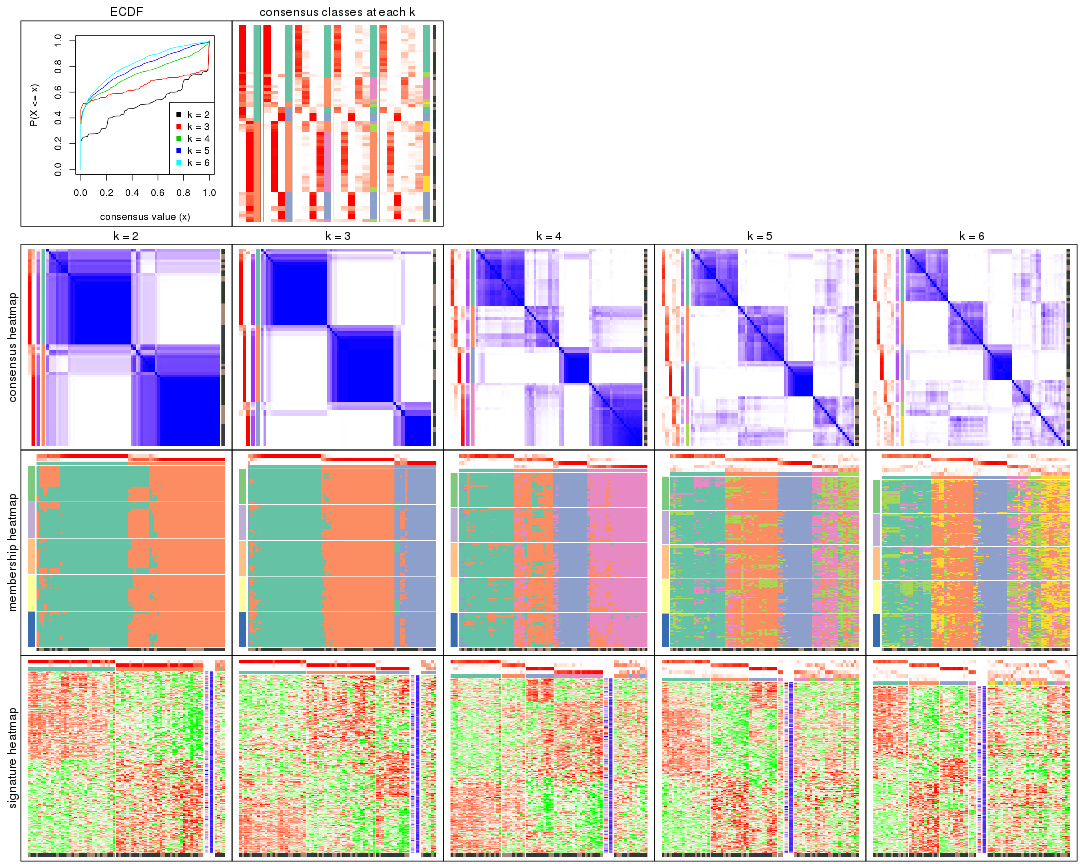 ECDF
consensus classes at each k
P(X <= x)
1.0
0.8
0.6
0.4
0.2
0.0
k = 2
k = 3
k = 4
k = 5
k = 6
0.0 0.2 0.4 0.6 0.8 1.0
consensus value (x)
k = 2
k = 3
k = 4
k = 5
k = 6
consensus heatmap
membership heatmap
signature heatmap